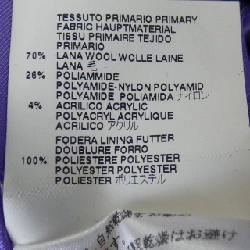 TESSUTO PRIMARIO PRIMARY
FABRIC HAUPTMATERIAL
TISSU PRIMAIRE TEJIDO
PRIMARIO
70% LANA WOOL WOLLE LAINE
LANA 毛
26% POLIAMMIDE
POLYAMIDE-NYLON POLYAMID
POLYAMIDE POLIAMIDA ナイロン
4% ACRILICO ACRYLIC
POLYACRYL ACRYLIQUE
ACRILICO アクリル
FODERA LINING FUTTER
DOUBLURE FORRO
100% POLIESTERE POLYESTER
POLYESTER POLYESTER
POLIESTER ポリエステル